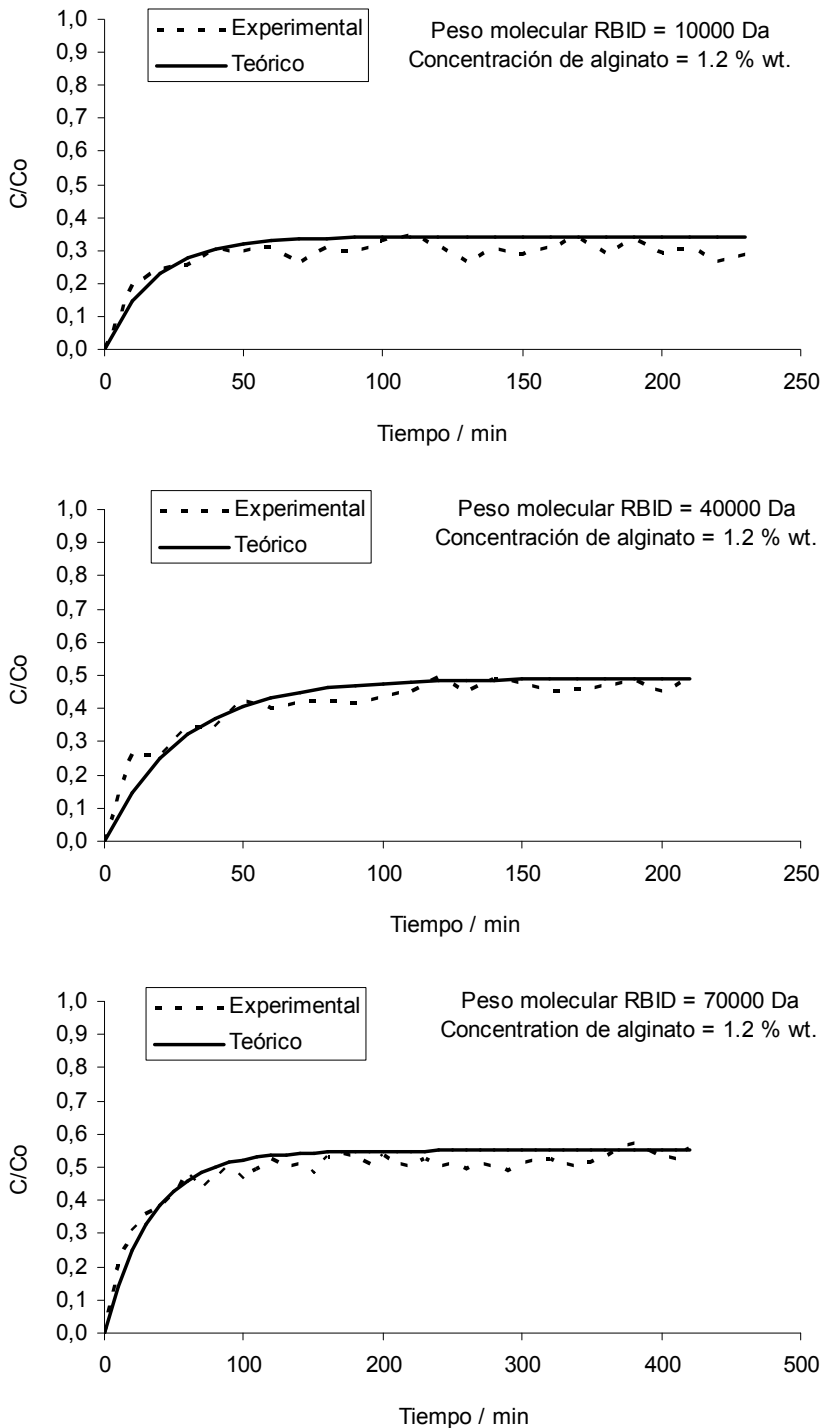 1,0
0,9
0,8
0,7
0,6
0,5
0,4
0,3
0,2
0,1
0,0
C/Co
Experimental
Teórico
Peso molecular RBID = 10000 Da
Concentración de alginato = 1.2 % wt.
0 50 100 150 200 250
Tiempo / min
1,0
0,9
0,8
0,7
0,6
0,5
0,4
0,3
0,2
0,1
0,0
C/Co
Experimental
Teórico
Peso molecular RBID = 40000 Da
Concentración de alginato = 1.2 % wt.
0 50 100 150 200 250
Tiempo / min
1,0
0,9
0,8
0,7
0,6
0,5
0,4
0,3
0,2
0,1
0,0
C/Co
Experimental
Teórico
Peso molecular RBID = 70000 Da
Concentration de alginato = 1.2 % wt.
0 100 200 300 400 500
Tiempo / min